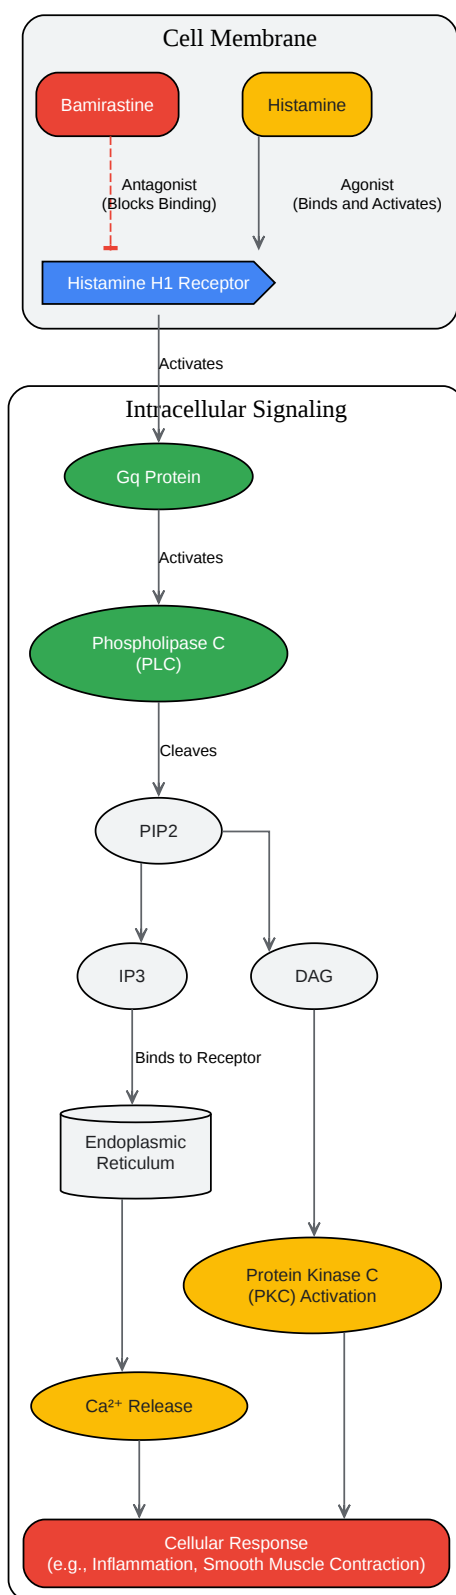 Cell Membrane
Bamirastine
Histamine
Antagonist
(Blocks Binding)
Agonist
(Binds and Activates)
Histamine H1 Receptor
Activates
Intracellular Signaling
Gq Protein
Activates
Phospholipase C
(PLC)
Cleaves
PIP2
IP3
DAG
Binds to Receptor
Endoplasmic
Reticulum
Protein Kinase C
(PKC) Activation
Ca²⁺ Release
Cellular Response
(e.g., Inflammation, Smooth Muscle Contraction)